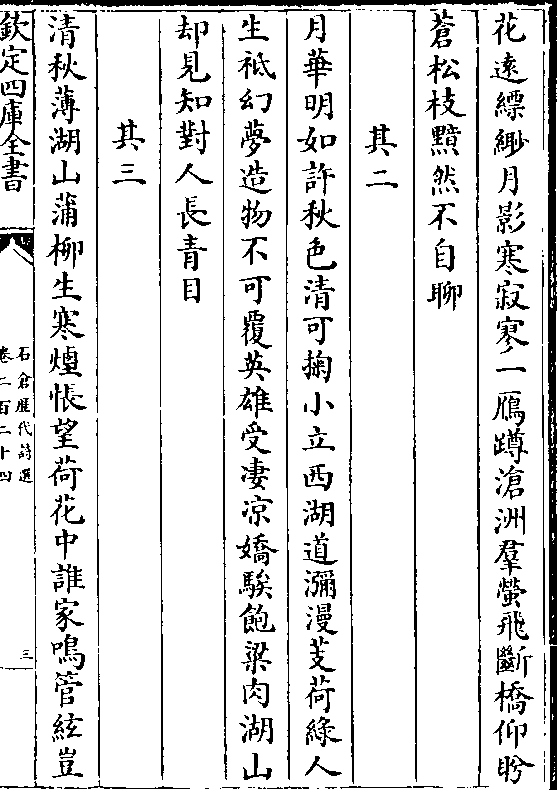 花遠縹緲月影寒寂寥一鴈蹲滄洲羣螢飛斷橋仰盻
蒼松枝黯然不自聊
其二
月華明如許秋色清可掬小立西湖道瀰漫芰荷綠人
生祇幻夢造物不可覆英雄受凄凉嬌騃飽粱肉湖山
却見知對人長青目
其三
清秋薄湖山蒲柳生寒煙悵望荷花中誰家鳴管絃豈
欽定四庫全書
石倉歷代詩選
卷二百二十四
三